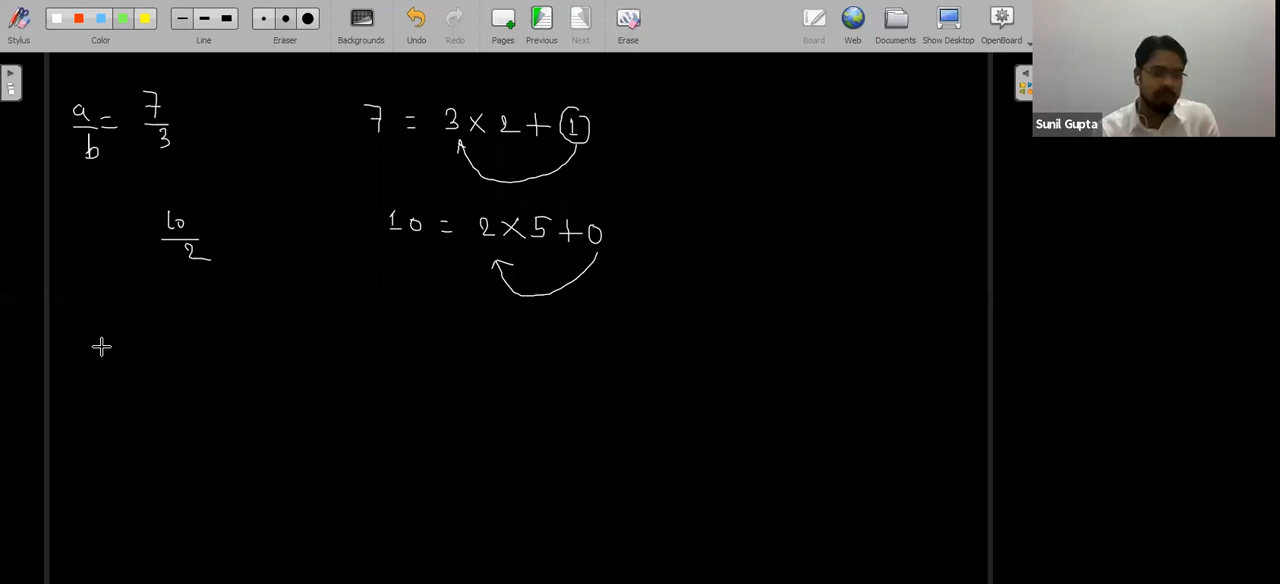 Stylus
Color
Line
Eraser
Backgrounds
Undo
Redo
Pages
Previous
Next
Erase
Board
Web
Documents
Show Desktop
OpenBoard
Sunil Gupta
a/b = 7/3
7 = 3 × 2 + 1
10/2
10 = 2 × 5 + 0